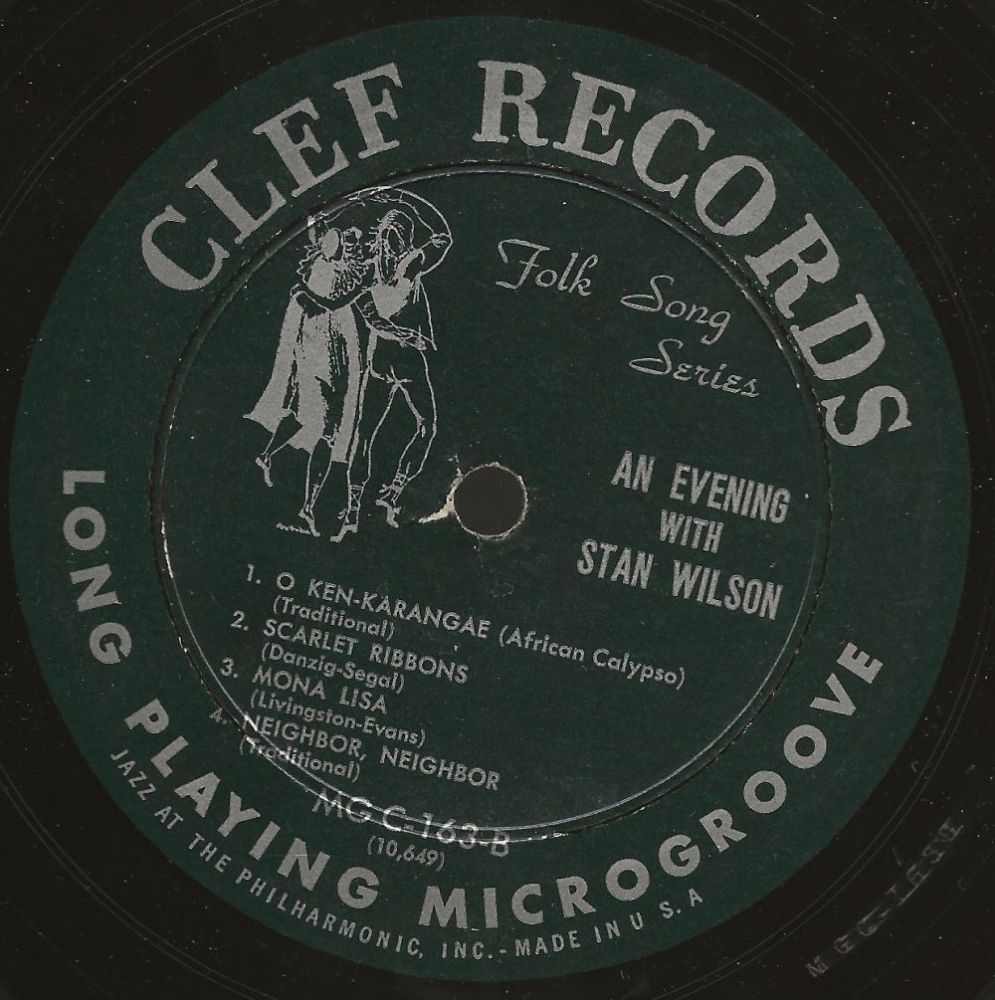 CLEF RECORDS
Folk Song
Series
AN EVENING
WITH
STAN WILSON
1. O KEN-KARANGAE (African Calypso)
(Traditional)
2. SCARLET RIBBONS
(Danzig-Segal)
3. MONA LISA
(Livingston-Evans)
4. NEIGHBOR, NEIGHBOR
(Traditional)
MG C-163-B
(10,649)
LONG PLAYING MICROGROOVE
JAZZ AT THE PHILHARMONIC, INC. - MADE IN U S. A